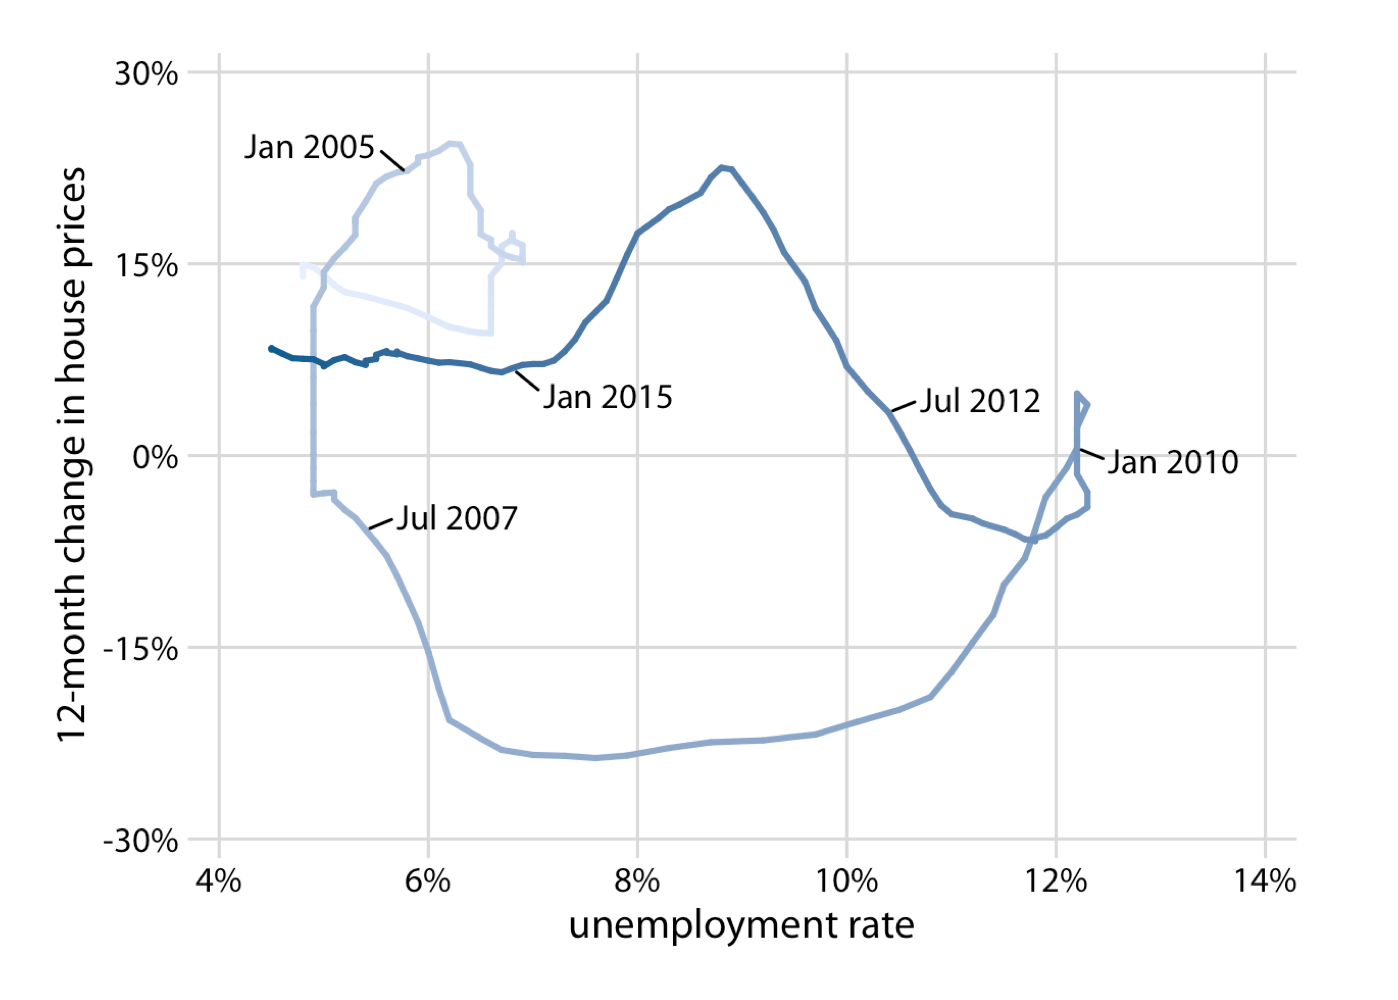 30%
Jan 2005
15%
Jan 2015
Jul 2012
0%
Jan 2010
Jul 2007
-15%
-30%
12-month change in house prices
4%
6%
8%
10%
12%
14%
unemployment rate